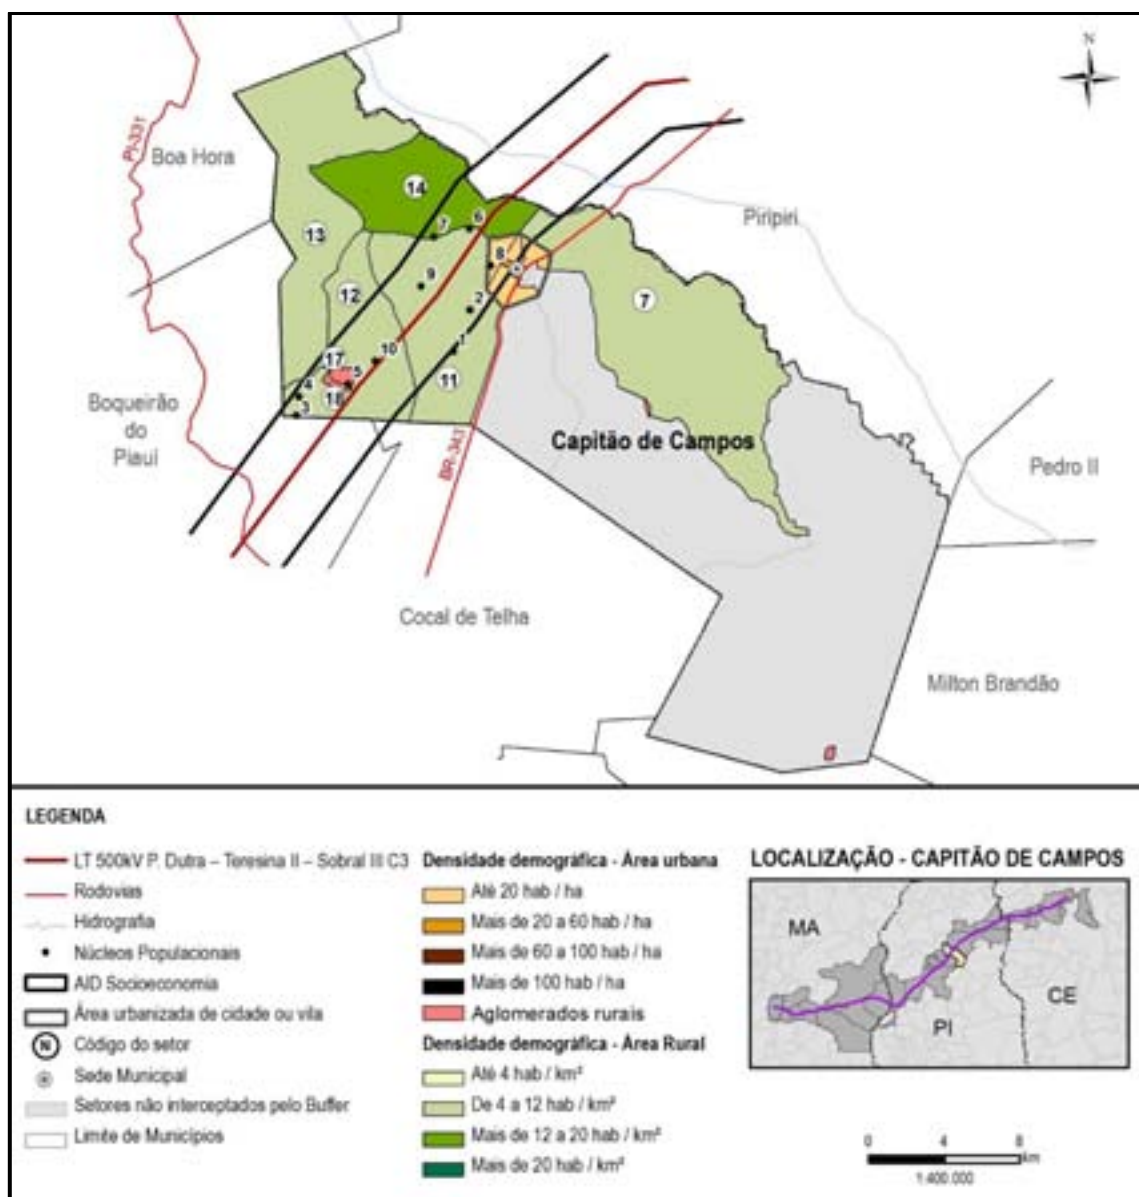 N
PI-331
Boa Hora
14
Piripiri
13
7
6
8
9
12
2
7
1
10
17
5
11
4
18
3
Boqueirão
do
Piauí
BR-343
Capitão de Campos
Pedro II
Cocal de Telha
Milton Brandão
LEGENDA
LT 500kV P. Dutra – Teresina II – Sobral III C3
Rodovias
Hidrografia
Núcleos Populacionais
AID Socioeconomia
Área urbanizada de cidade ou vila
N Código do setor
Sede Municipal
Setores não interceptados pelo Buffer
Limite de Municípios
Densidade demográfica - Área urbana
Até 20 hab / ha
Mais de 20 a 60 hab / ha
Mais de 60 a 100 hab / ha
Mais de 100 hab / ha
Aglomerados rurais
Densidade demográfica - Área Rural
Até 4 hab / km²
De 4 a 12 hab / km²
Mais de 12 a 20 hab / km²
Mais de 20 hab / km²
LOCALIZAÇÃO - CAPITÃO DE CAMPOS
MA
CE
PI
0 4 8
km
1:400.000